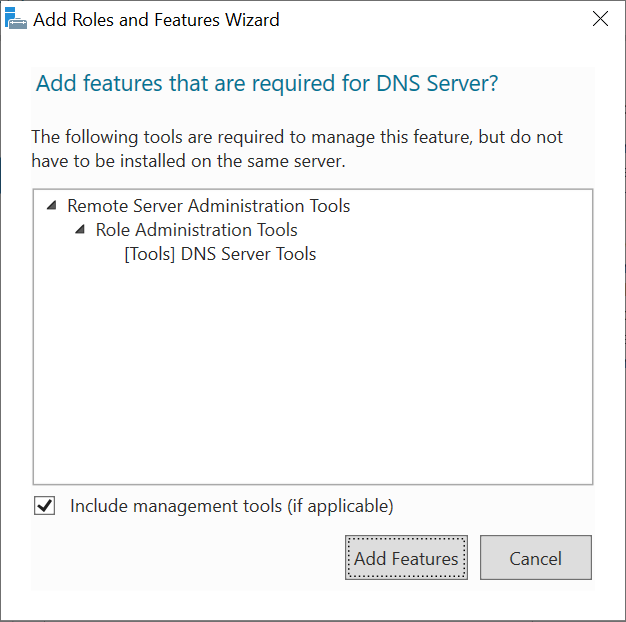 Add Roles and Features Wizard
Add features that are required for DNS Server?
The following tools are required to manage this feature, but do not
have to be installed on the same server.
Remote Server Administration Tools
Role Administration Tools
[Tools] DNS Server Tools
Include management tools (if applicable)
Add Features
Cancel